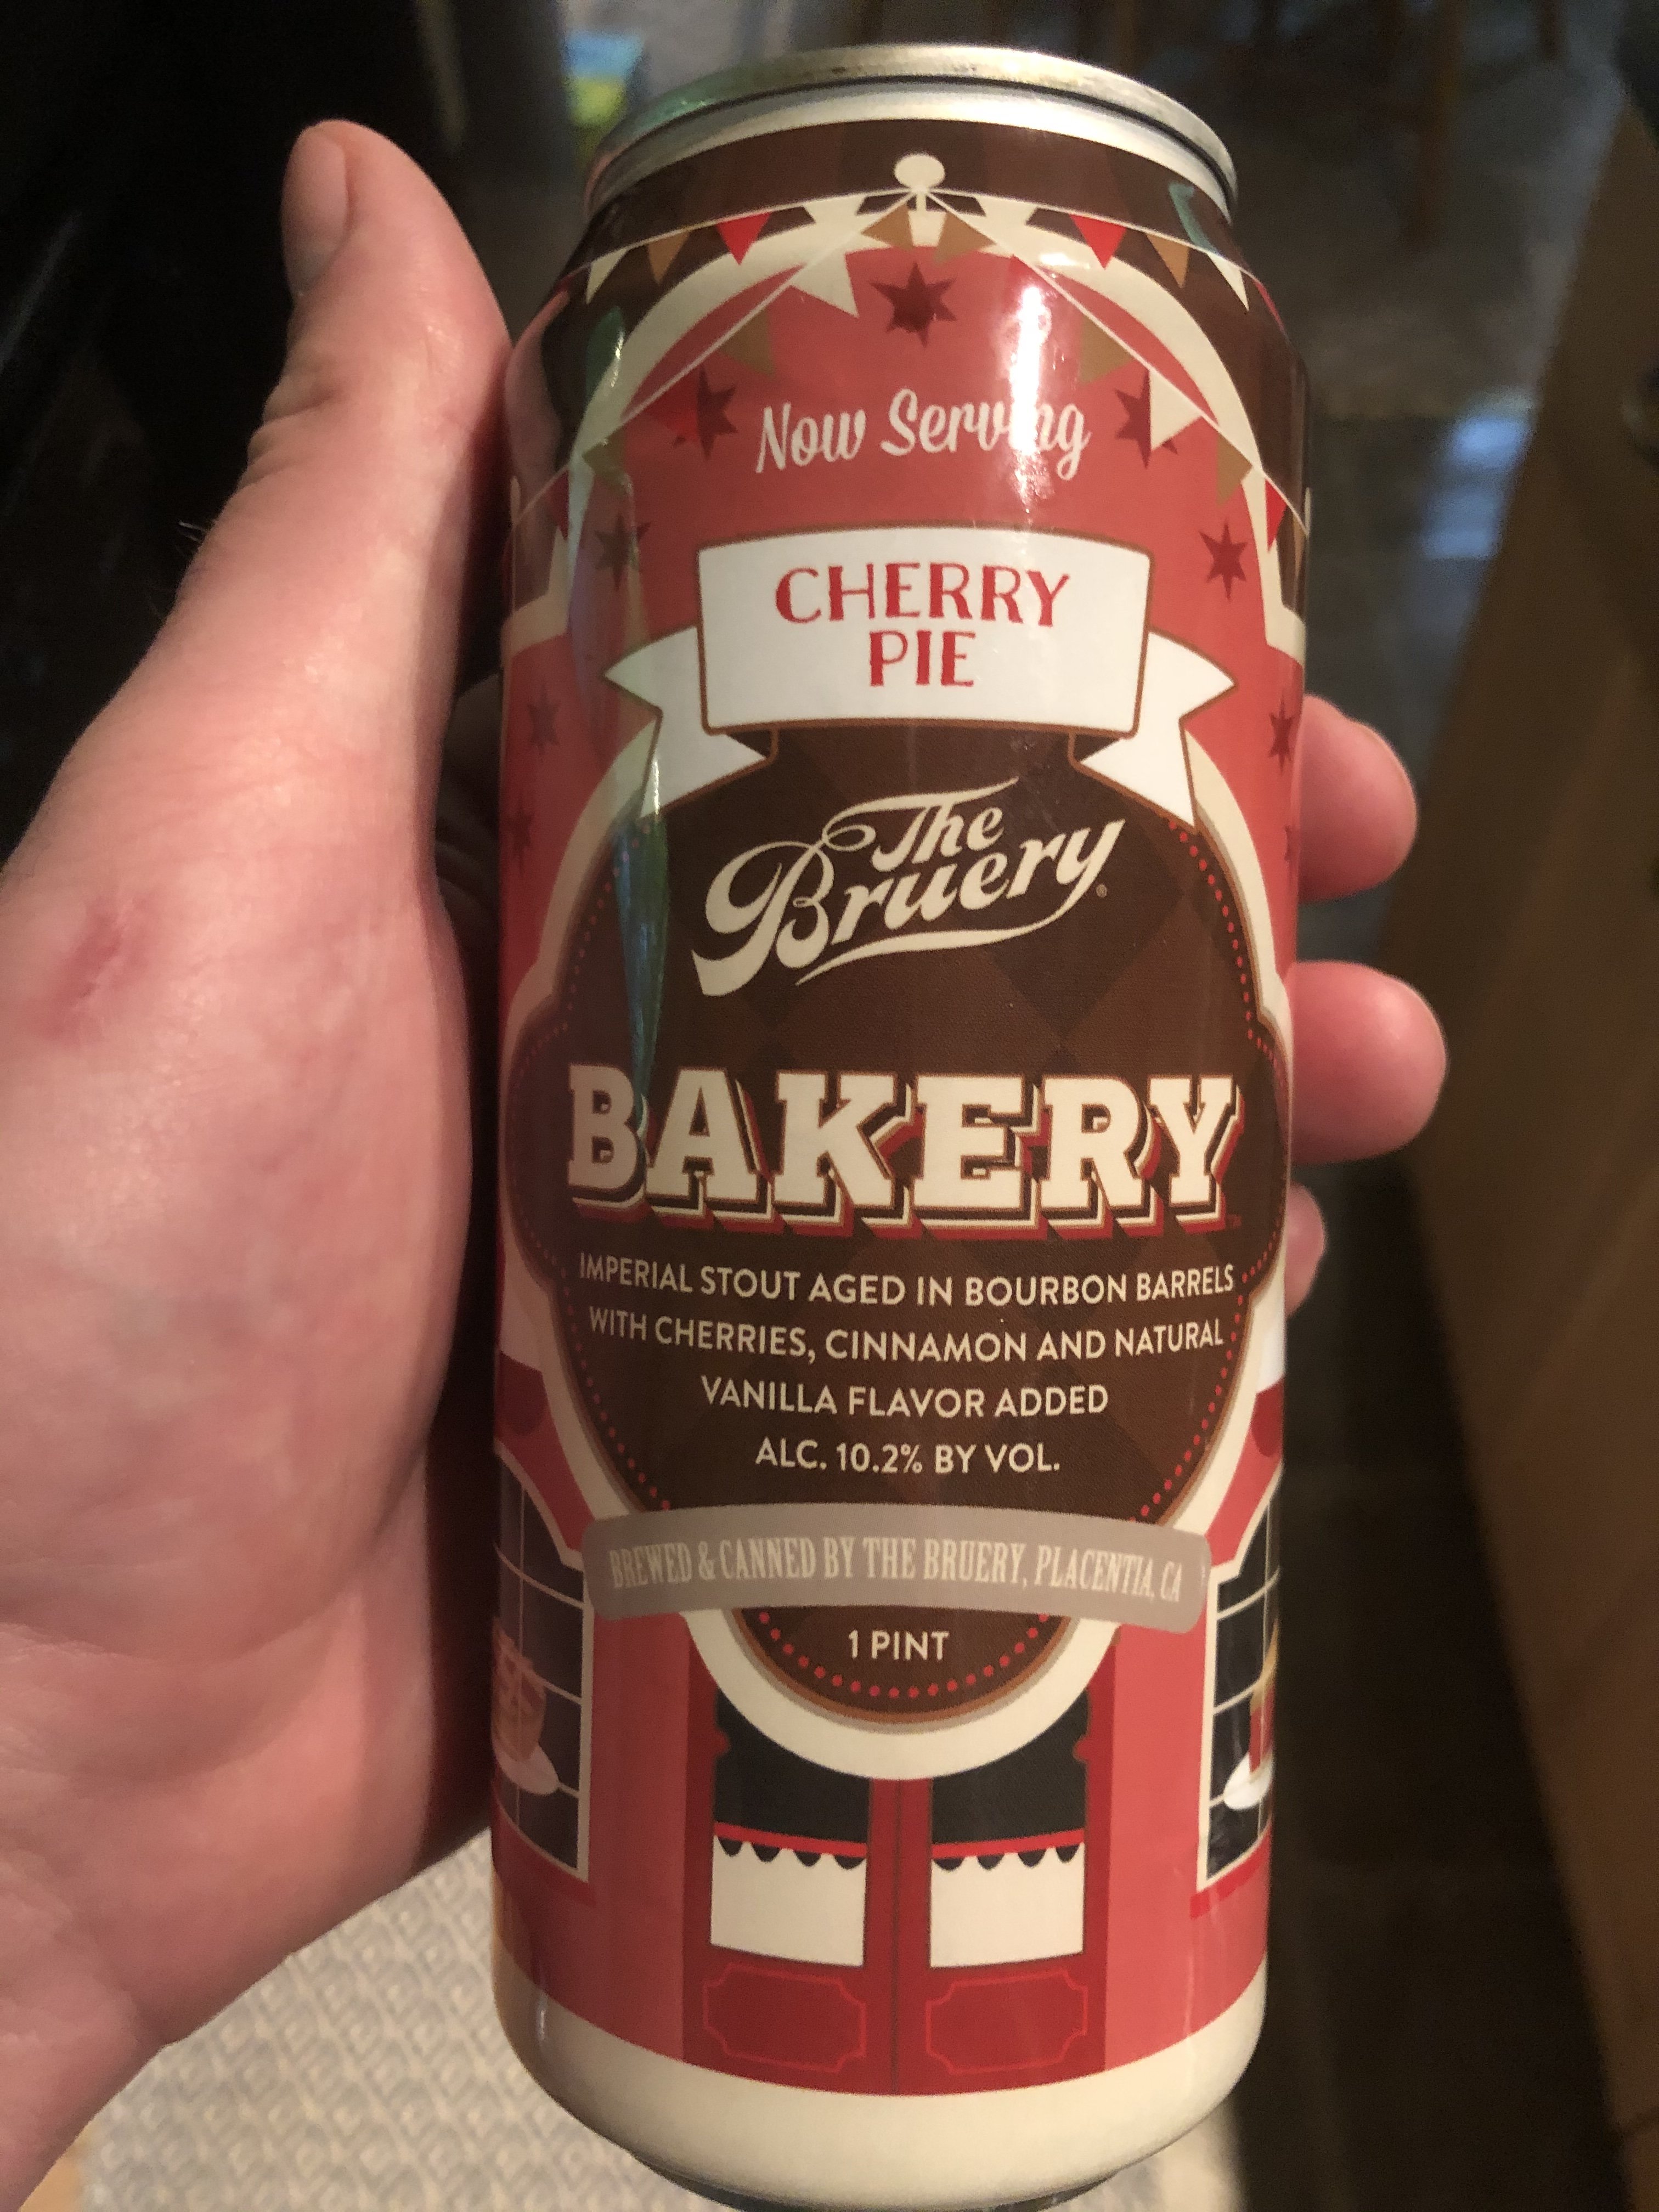 Now Serving
CHERRY
PIE
The
Bruery®
BAKERY™
IMPERIAL STOUT AGED IN BOURBON BARRELS
WITH CHERRIES, CINNAMON AND NATURAL
VANILLA FLAVOR ADDED
ALC. 10.2% BY VOL.
BREWED & CANNED BY THE BRUERY, PLACENTIA, CA
1 PINT